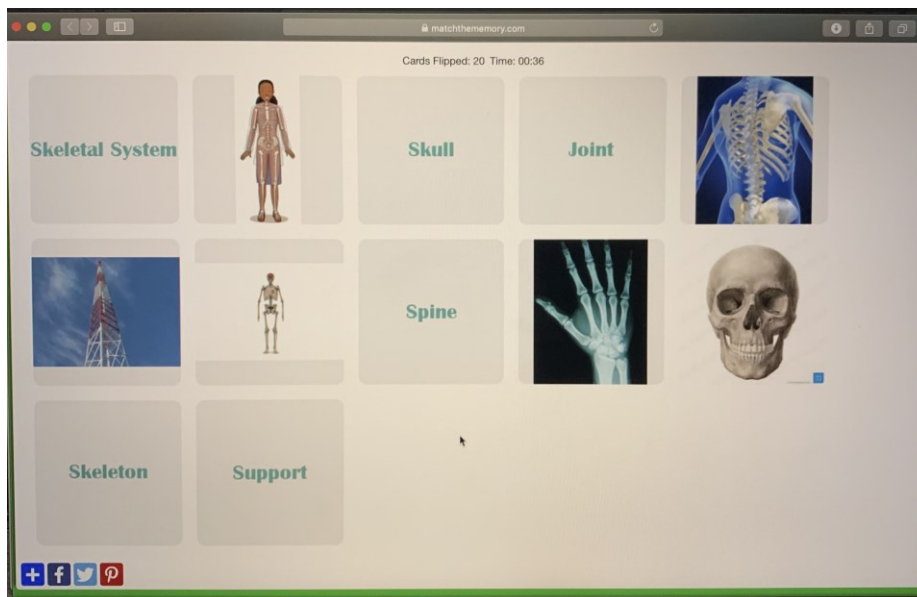 matchthememory.com
Cards Flipped: 20 Time: 00:36
Skeletal System
Skull
Joint
Spine
Skeleton
Support